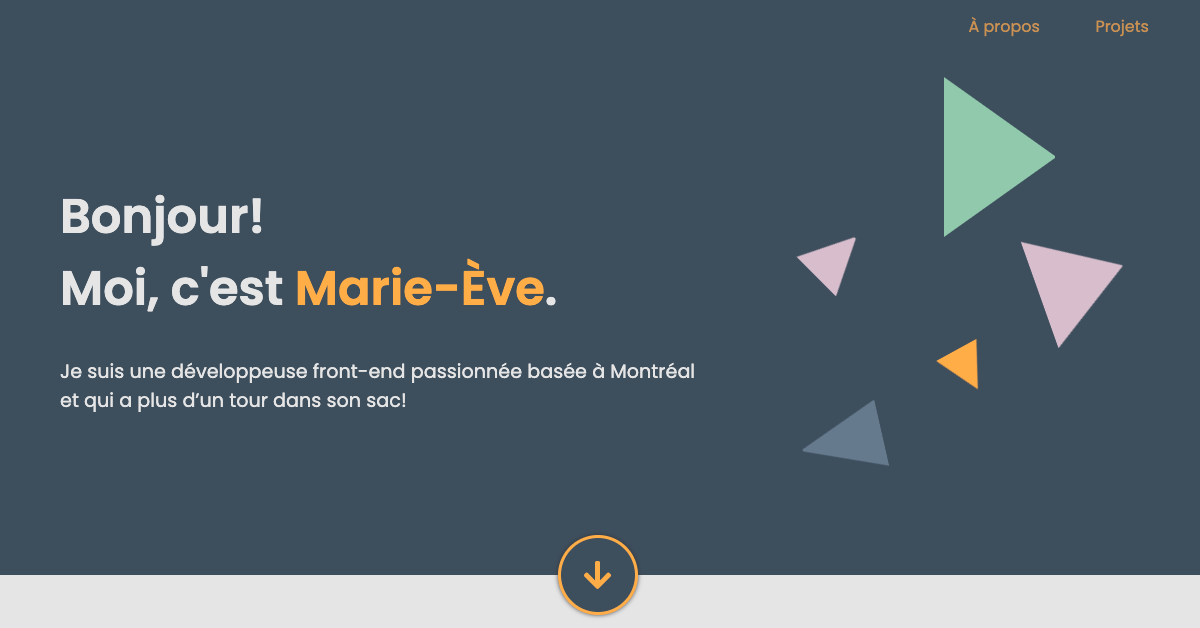 À propos
Projets
Bonjour!
Moi, c'est Marie-Ève.
Je suis une développeuse front-end passionnée basée à Montréal
et qui a plus d’un tour dans son sac!